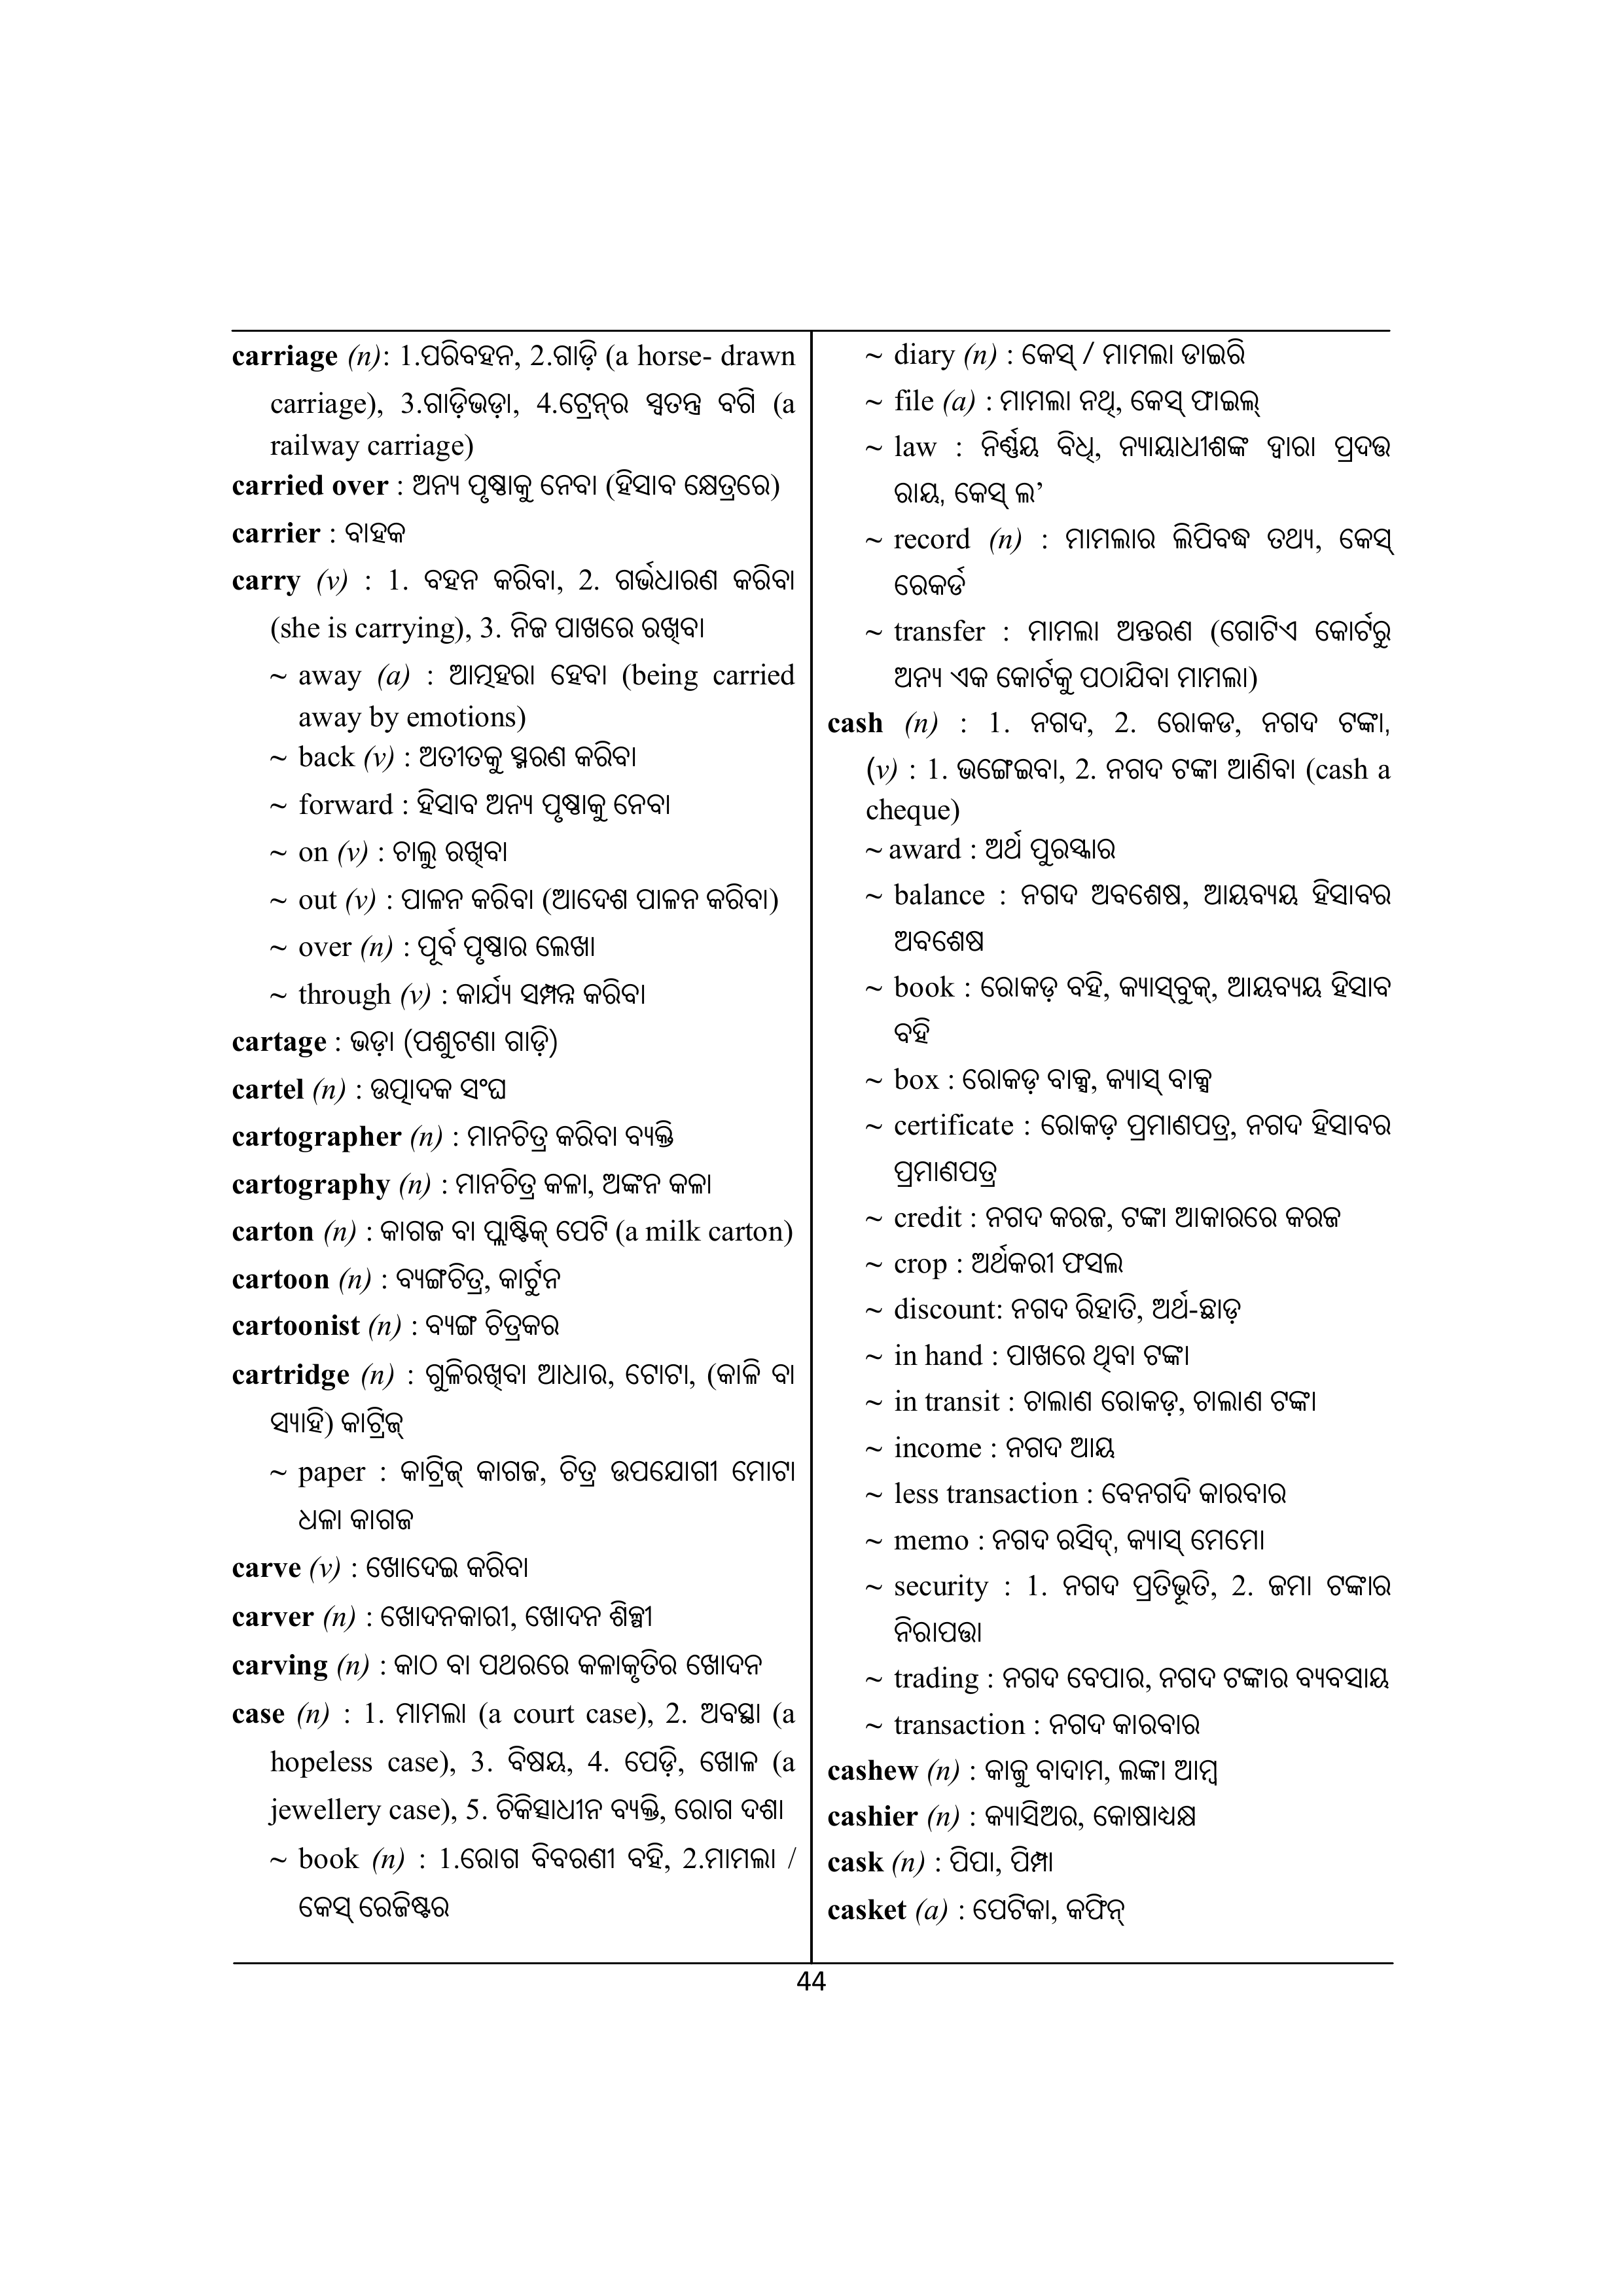 carriage (n): 1.ପରିବହନ, 2.ଗାଡ଼ି (a horse- drawn
carriage), 3.ଗାଡ଼ିଭଡ଼ା, 4.ଟ୍ରେନ୍‌ର ସ୍ୱତନ୍ତ୍ର ବଗି (a
railway carriage)
carried over : ଅନ୍ୟ ପୃଷ୍ଠାକୁ ନେବା (ହିସାବ କ୍ଷେତ୍ରରେ)
carrier : ବାହକ
carry (v) : 1. ବହନ କରିବା, 2. ଗର୍ଭଧାରଣ କରିବା
(she is carrying), 3. ନିଜ ପାଖରେ ରଖିବା
~ away (a) : ଆତ୍ମହରା ହେବା (being carried
away by emotions)
~ back (v) : ଅତୀତକୁ ସ୍ମରଣ କରିବା
~ forward : ହିସାବ ଅନ୍ୟ ପୃଷ୍ଠାକୁ ନେବା
~ on (v) : ଚାଲୁ ରଖିବା
~ out (v) : ପାଳନ କରିବା (ଆଦେଶ ପାଳନ କରିବା)
~ over (n) : ପୂର୍ବ ପୃଷ୍ଠାର ଲେଖା
~ through (v) : କାର୍ଯ୍ୟ ସମ୍ପନ୍ନ କରିବା
cartage : ଭଡ଼ା (ପଶୁଟଣା ଗାଡ଼ି)
cartel (n) : ଉତ୍ପାଦକ ସଂଘ
cartographer (n) : ମାନଚିତ୍ର କରିବା ବ୍ୟକ୍ତି
cartography (n) : ମାନଚିତ୍ର କଳା, ଅଙ୍କନ କଳା
carton (n) : କାଗଜ ବା ପ୍ଲାଷ୍ଟିକ୍ ପେଟି (a milk carton)
cartoon (n) : ବ୍ୟଙ୍ଗଚିତ୍ର, କାର୍ଟୁନ
cartoonist (n) : ବ୍ୟଙ୍ଗ ଚିତ୍ରକର
cartridge (n) : ଗୁଳିରଖିବା ଆଧାର, ଟୋଟା, (କାଳି ବା
ସ୍ୟାହି) କାଟ୍ରିଜ୍
~ paper : କାଟ୍ରିଜ୍ କାଗଜ, ଚିତ୍ର ଉପଯୋଗୀ ମୋଟା
ଧଳା କାଗଜ
carve (v) : ଖୋଦେଇ କରିବା
carver (n) : ଖୋଦନକାରୀ, ଖୋଦନ ଶିଳ୍ପୀ
carving (n) : କାଠ ବା ପଥରରେ କଳାକୃତିର ଖୋଦନ
case (n) : 1. ମାମଲା (a court case), 2. ଅବସ୍ଥା (a
hopeless case), 3. ବିଷୟ, 4. ପେଡ଼ି, ଖୋଳ (a
jewellery case), 5. ଚିକିତ୍ସାଧୀନ ବ୍ୟକ୍ତି, ରୋଗ ଦଶା
~ book (n) : 1.ରୋଗ ବିବରଣୀ ବହି, 2.ମାମଲା /
କେସ୍ ରେଜିଷ୍ଟର
~ diary (n) : କେସ୍ / ମାମଲା ଡାଇରି
~ file (a) : ମାମଲା ନଥି, କେସ୍ ଫାଇଲ୍
~ law : ନିର୍ଣ୍ଣୟ ବିଧି, ନ୍ୟାୟାଧୀଶଙ୍କ ଦ୍ୱାରା ପ୍ରଦତ୍ତ
ରାୟ, କେସ୍ ଲ’
~ record (n) : ମାମଲାର ଲିପିବଦ୍ଧ ତଥ୍ୟ, କେସ୍
ରେକର୍ଡ
~ transfer : ମାମଲା ଅନ୍ତରଣ (ଗୋଟିଏ କୋର୍ଟରୁ
ଅନ୍ୟ ଏକ କୋର୍ଟକୁ ପଠାଯିବା ମାମଲା)
cash (n) : 1. ନଗଦ, 2. ରୋକଡ, ନଗଦ ଟଙ୍କା,
(v) : 1. ଭଙ୍ଗେଇବା, 2. ନଗଦ ଟଙ୍କା ଆଣିବା (cash a
cheque)
~ award : ଅର୍ଥ ପୁରସ୍କାର
~ balance : ନଗଦ ଅବଶେଷ, ଆୟବ୍ୟୟ ହିସାବର
ଅବଶେଷ
~ book : ରୋକଡ଼ ବହି, କ୍ୟାସ୍‌ବୁକ୍, ଆୟବ୍ୟୟ ହିସାବ
ବହି
~ box : ରୋକଡ଼ ବାକ୍ସ, କ୍ୟାସ୍ ବାକ୍ସ
~ certificate : ରୋକଡ଼ ପ୍ରମାଣପତ୍ର, ନଗଦ ହିସାବର
ପ୍ରମାଣପତ୍ର
~ credit : ନଗଦ କରଜ, ଟଙ୍କା ଆକାରରେ କରଜ
~ crop : ଅର୍ଥକରୀ ଫସଲ
~ discount: ନଗଦ ରିହାତି, ଅର୍ଥ-ଛାଡ଼
~ in hand : ପାଖରେ ଥିବା ଟଙ୍କା
~ in transit : ଚାଲାଣ ରୋକଡ଼, ଚାଲାଣ ଟଙ୍କା
~ income : ନଗଦ ଆୟ
~ less transaction : ବେନଗଦି କାରବାର
~ memo : ନଗଦ ରସିଦ୍, କ୍ୟାସ୍ ମେମୋ
~ security : 1. ନଗଦ ପ୍ରତିଭୂତି, 2. ଜମା ଟଙ୍କାର
ନିରାପତ୍ତା
~ trading : ନଗଦ ବେପାର, ନଗଦ ଟଙ୍କାର ବ୍ୟବସାୟ
~ transaction : ନଗଦ କାରବାର
cashew (n) : କାଜୁ ବାଦାମ, ଲଙ୍କା ଆମ୍ବ
cashier (n) : କ୍ୟାସିଅର, କୋଷାଧ୍ୟକ୍ଷ
cask (n) : ପିପା, ପିମ୍ପା
casket (a) : ପେଟିକା, କଫିନ୍
44